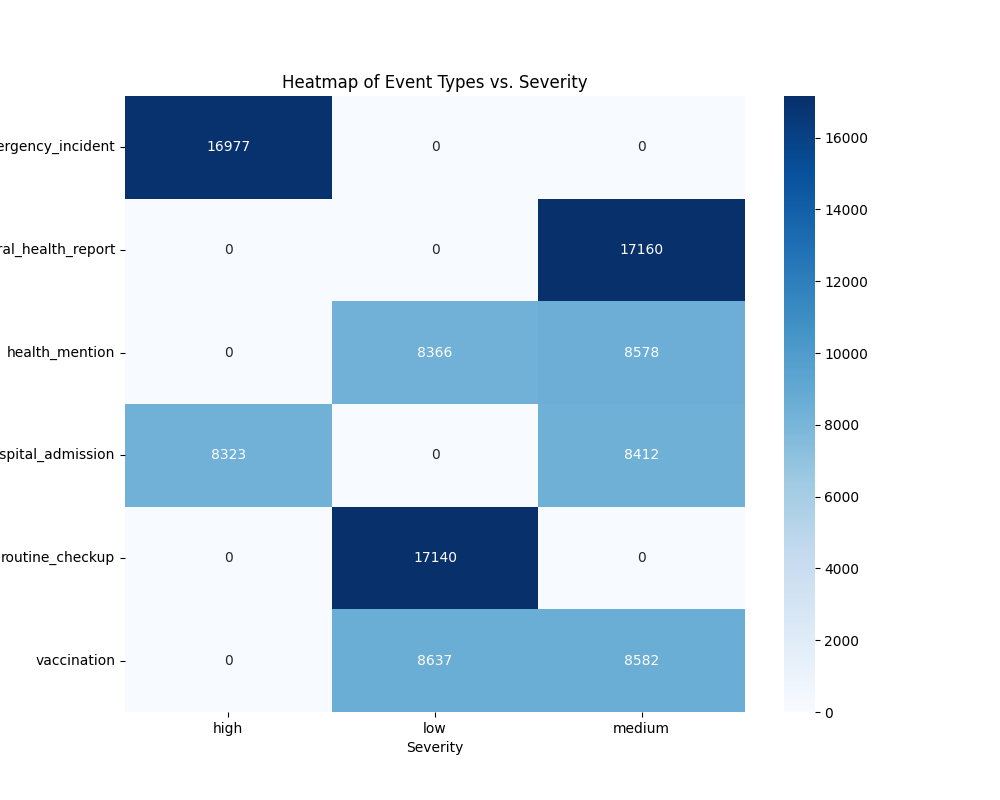 Heatmap of Event Types vs. Severity
ergency_incident 16977 0 0 16000
14000
ral_health_report 0 0 17160 12000
health_mention 0 8366 8578 10000
8000
spital_admission 8323 0 8412 6000
routine_checkup 0 17140 0 4000
2000
vaccination 0 8637 8582 0
high low medium
Severity